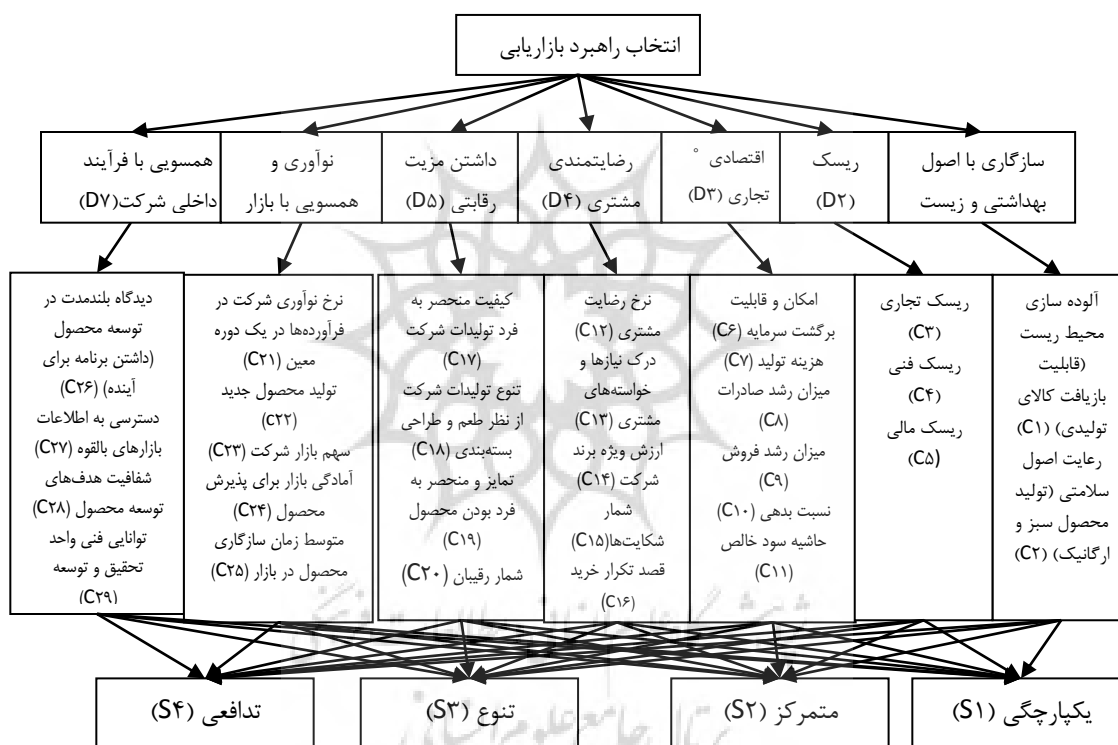 انتخاب راهبرد بازاریابی
سازگاری با اصول
بهداشتی و زیست
ریسک
(D۲)
اقتصادی °
تجاری (D۳)
رضایتمندی
مشتری (D۴)
داشتن مزیت
رقابتی (D۵)
نوآوری و
همسویی با بازار
همسویی با فرآیند
داخلی شرکت(D۷)
آلوده سازی
محیط ریست
(قابلیت
بازیافت کالای
تولیدی) (C۱)
رعایت اصول
سلامتی (تولید
محصول سبز و
ارگانیک) (C۲)
ریسک تجاری
(C۳)
ریسک فنی
(C۴)
ریسک مالی
(C۵)
امکان و قابلیت
برگشت سرمایه (C۶)
هزینه تولید (C۷)
میزان رشد صادرات
(C۸)
میزان رشد فروش
(C۹)
نسبت بدهی (C۱۰)
حاشیه سود خالص
(C۱۱)
نرخ رضایت
مشتری (C۱۲)
درک نیازها و
خواسته‌های
مشتری (C۱۳)
ارزش ویژه برند
شرکت (C۱۴)
شمار
شکایت‌ها(C۱۵)
قصد تکرار خرید
(C۱۶)
کیفیت منحصر به
فرد تولیدات شرکت
(C۱۷)
تنوع تولیدات شرکت
از نظر طعم و طراحی
بسته‌بندی (C۱۸)
تمایز و منحصر به
فرد بودن محصول
(C۱۹)
شمار رقیبان (C۲۰)
نرخ نوآوری شرکت در
فرآورده‌ها در یک دوره
معین (C۲۱)
تولید محصول جدید
(c۲۲)
سهم بازار شرکت (C۲۳)
آمادگی بازار برای پذیرش
محصول (C۲۴)
متوسط زمان سازگاری
محصول در بازار (C۲۵)
دیدگاه بلندمدت در
توسعه محصول
(داشتن برنامه برای
آینده) (C۲۶)
دسترسی به اطلاعات
بازارهای بالقوه (C۲۷)
شفافیت هدف‌های
توسعه محصول (C۲۸)
توانایی فنی واحد
تحقیق و توسعه
(C۲۹)
یکپارچگی (S۱)
متمرکز (S۲)
تنوع (S۳)
تدافعی (S۴)